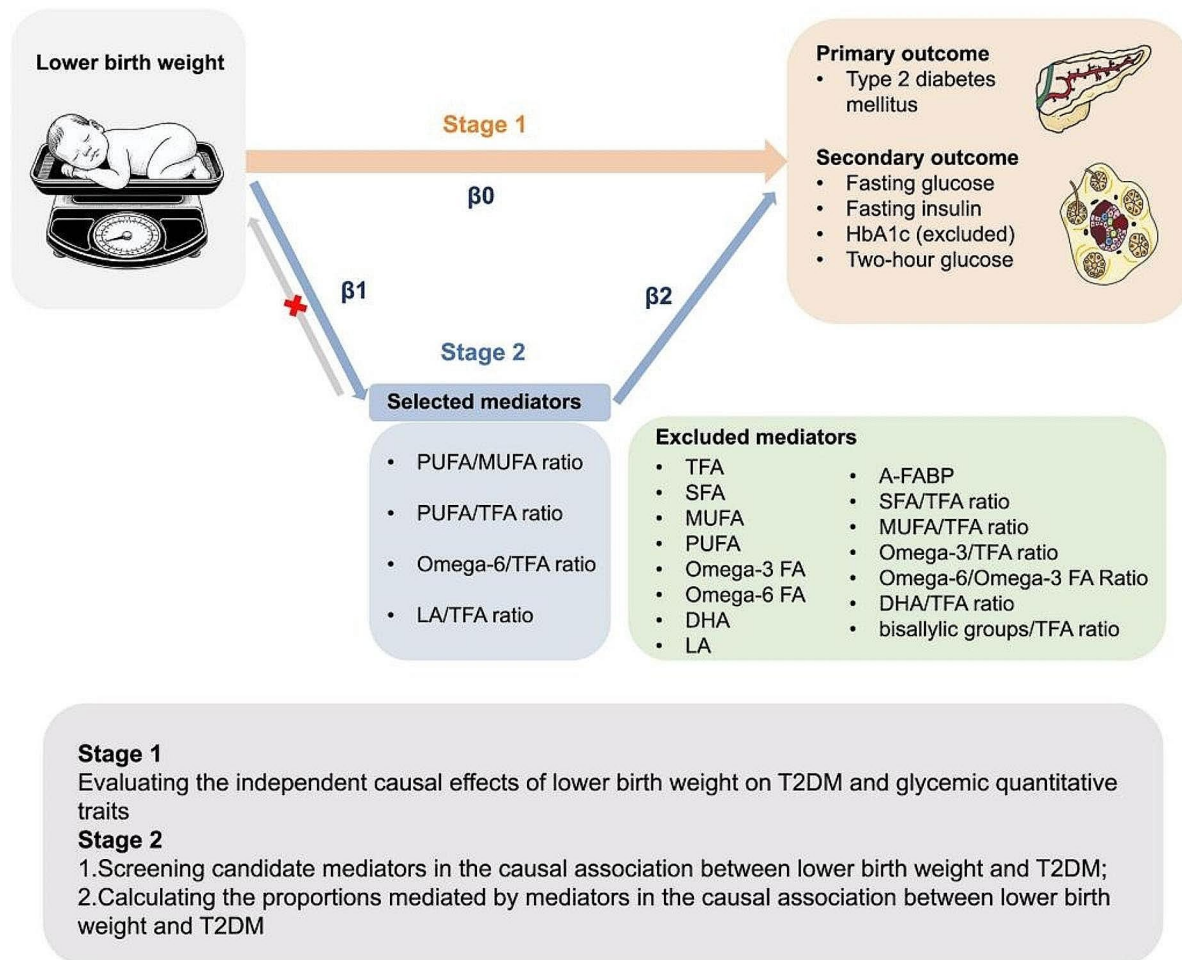 Lower birth weight
Stage 1
β0
Primary outcome
• Type 2 diabetes
mellitus
Secondary outcome
• Fasting glucose
• Fasting insulin
• HbA1c (excluded)
• Two-hour glucose
β1
β2
Stage 2
Selected mediators
• PUFA/MUFA ratio
• PUFA/TFA ratio
• Omega-6/TFA ratio
• LA/TFA ratio
Excluded mediators
• TFA
• SFA
• MUFA
• PUFA
• Omega-3 FA
• Omega-6 FA
• DHA
• LA
• A-FABP
• SFA/TFA ratio
• MUFA/TFA ratio
• Omega-3/TFA ratio
• Omega-6/Omega-3 FA Ratio
• DHA/TFA ratio
• bisallylic groups/TFA ratio
Stage 1
Evaluating the independent causal effects of lower birth weight on T2DM and glycemic quantitative
traits
Stage 2
1.Screening candidate mediators in the causal association between lower birth weight and T2DM;
2.Calculating the proportions mediated by mediators in the causal association between lower birth
weight and T2DM